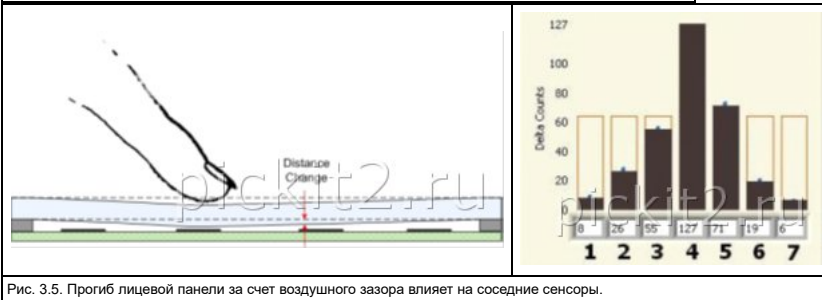 Distance
Change
pickit2.ru
Delta Counts
127
100
80
60
40
20
0
8 26 55 127 71 19 6
1 2 3 4 5 6 7
pickit2.ru
Рис. 3.5. Прогиб лицевой панели за счет воздушного зазора влияет на соседние сенсоры.